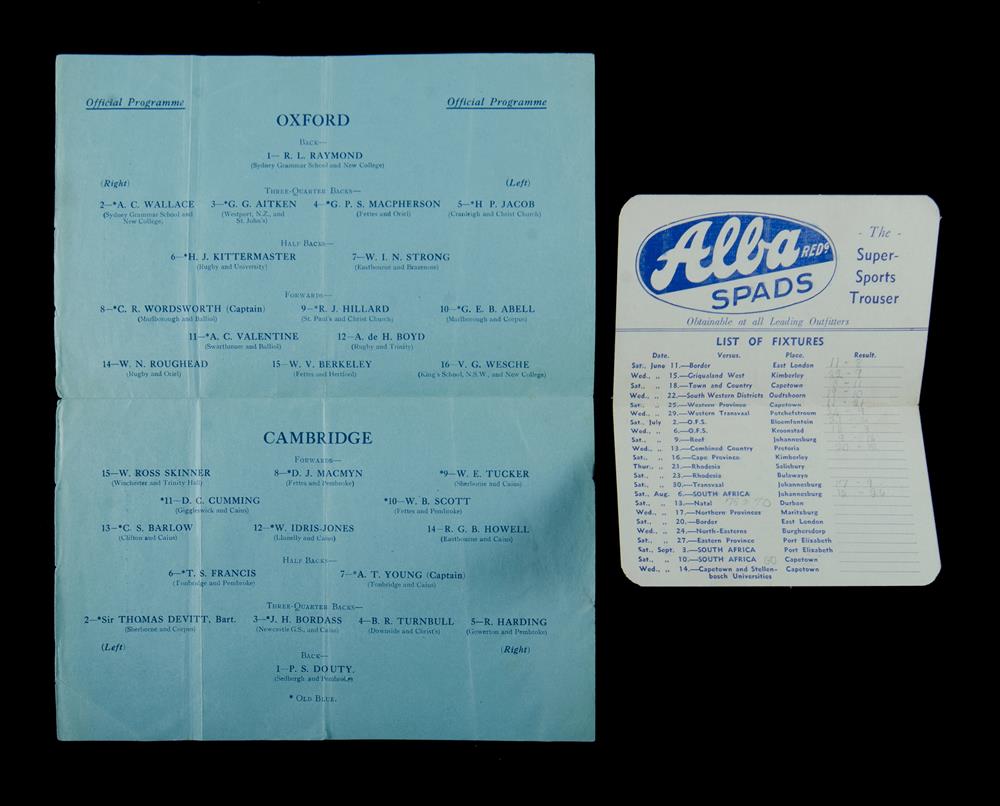 Official Programme Official Programme
OXFORD
BACK—
1— R. L. RAYMOND
(Sydney Grammar School and New College)
(Right) (Left)
THREE-QUARTER BACKS—
2—*A. C. WALLACE 3—*G. G. AITKEN 4—*G. P. S. MACPHERSON 5—*H P. JACOB
(Sydney Grammar School and (Westport, N.Z., and (Fettes and Oriel) (Cranleigh and Christ Church)
New College, St. John's)
HALF BACKS—
6—*H. J. KITTERMASTER 7—W. I. N. STRONG
(Rugby and University) (Eastbourne and Brazenose)
FORWARDS—
8—*C. R. WORDSWORTH (Captain) 9—*R. J. HILLARD 10—*G. E. B. ABELL
(Marlborough and Balliol) (St. Paul's and Christ Church) (Marlborough and Corpus)
11—*A. C. VALENTINE 12—A. de H. BOYD
(Swarthmore and Balliol) (Rugby and Trinity)
14—W. N. ROUGHEAD 15—W. V. BERKELEY 16—V. G. WESCHE
(Rugby and Oriel) (Fettes and Hertford) (King's School, N.S.W., and New College)
CAMBRIDGE
FORWARDS—
15—W. ROSS SKINNER 8—*D. J. MACMYN *9—W. E. TUCKER
(Winchester and Trinity Hall) (Fettes and Pembroke) (Sherborne and Caius)
*11—D. C. CUMMING *10—W. B. SCOTT
(Giggleswick and Caius) (Fettes and Pembroke)
13—*C. S. BARLOW 12—*W. IDRIS-JONES 14—R. G. B. HOWELL
(Clifton and Caius) (Llanelly and Caius) (Eastbourne and Caius)
HALF BACKS—
6—*T. S. FRANCIS 7—*A. T. YOUNG (Captain)
(Tonbridge and Pembroke) (Tonbridge and Caius)
THREE-QUARTER BACKS—
2—*Sir THOMAS DEVITT, Bart. 3—*J. H. BORDASS 4—B. R. TURNBULL 5—R. HARDING
(Sherborne and Corpus) (Newcastle G.S., and Caius) (Downside and Christ's) (Gowerton and Pembroke)
(Left) (Right)
BACK—
1—P. S. DOUTY.
(Sedbergh and Pembroke)
* OLD BLUE.
Alba REDG
SPADS
- The -
Super-
Sports
Trouser
Obtainable at all Leading Outfitters
LIST OF FIXTURES
Date. Versus. Place. Result.
Sat., June 11.—Border East London 11 - 8
Wed., ,, 15.—Griqualand West Kimberley
Sat., ,, 18.—Town and Country Capetown
Wed., ,, 22.—South Western Districts Oudtshoorn
Sat., ,, 25.—Western Province Capetown
Wed., ,, 29.—Western Transvaal Potchefstroom
Sat., July 2.—O.F.S. Bloemfontein
Wed., ,, 6.—O.F.S. Kroonstad
Sat., ,, 9.—Reef Johannesburg
Wed., ,, 13.—Combined Country Pretoria
Sat., ,, 16.—Cape Province Kimberley
Thur., ,, 21.—Rhodesia Salisbury
Sat., ,, 23.—Rhodesia Bulawayo
Sat., ,, 30.—Transvaal Johannesburg
Sat., Aug. 6.—SOUTH AFRICA Johannesburg
Sat., ,, 13.—Natal Durban
Wed., ,, 17.—Northern Provinces Maritsburg
Sat., ,, 20.—Border East London
Wed., ,, 24.—North-Easterns Burghersdorp
Sat., ,, 27.—Eastern Province Port Elizabeth
Sat., Sept. 3.—SOUTH AFRICA Port Elizabeth
Sat., ,, 10.—SOUTH AFRICA Capetown
Wed., ,, 14.—Capetown and Stellen- Capetown
bosch Universities